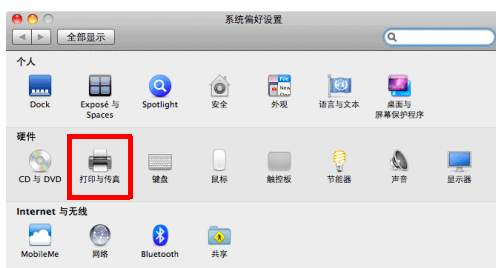 系统偏好设置
全部显示
个人
Dock
Exposé 与
Spaces
Spotlight
安全
外观
语言与文本
桌面与
屏幕保护程序
硬件
CD 与 DVD
打印与传真
键盘
鼠标
触控板
节能器
声音
显示器
Internet 与无线
MobileMe
网络
Bluetooth
共享